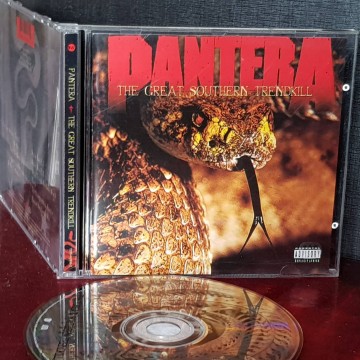 PANTERA
THE GREAT SOUTHERN TRENDKILL
PANTERA THE GREAT SOUTHERN TRENDKILL
PARENTAL
ADVISORY
EXPLICIT CONTENT